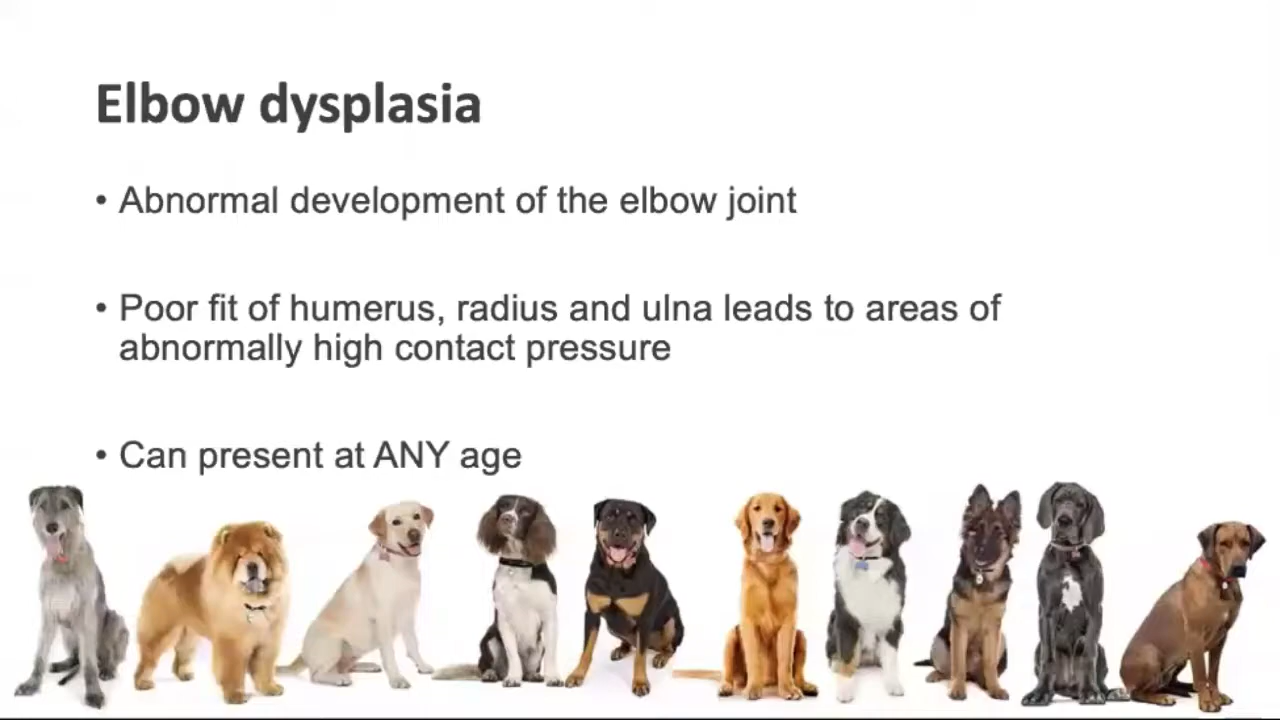 Elbow dysplasia
• Abnormal development of the elbow joint
• Poor fit of humerus, radius and ulna leads to areas of
abnormally high contact pressure
• Can present at ANY age